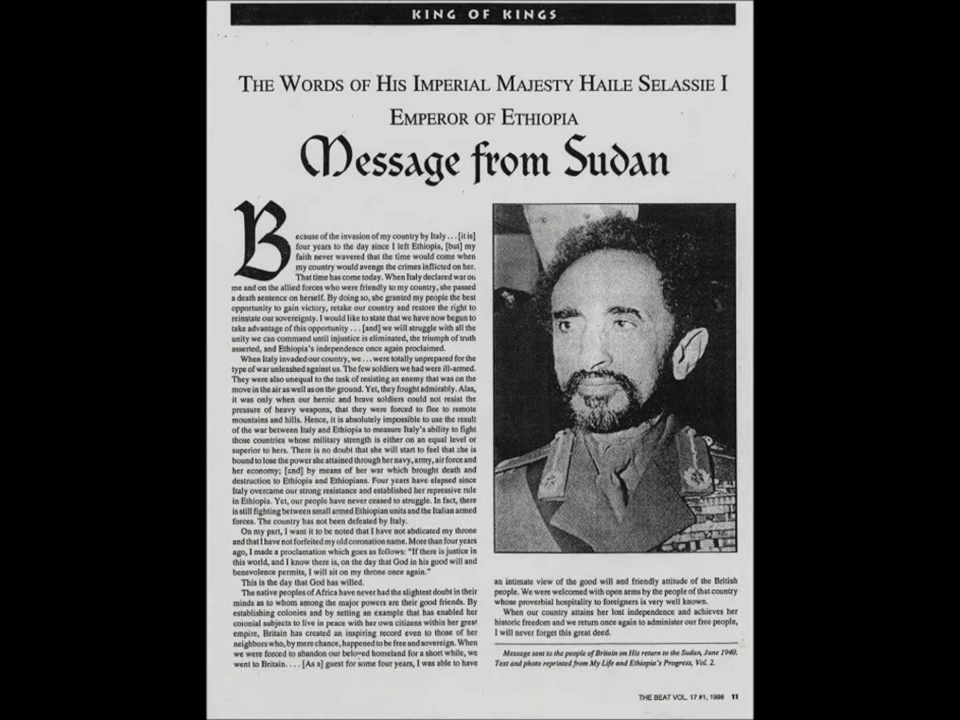 KING OF KINGS
THE WORDS OF HIS IMPERIAL MAJESTY HAILE SELASSIE I
EMPEROR OF ETHIOPIA
Message from Sudan
Because of the invasion of my country by Italy . . . [it is]
four years to the day since I left Ethiopia, [but] my
faith never wavered that the time would come when
my country would avenge the crimes inflicted on her.
That time has come today. When Italy declared war on
me and on the allied forces who were friendly to my country, she passed
a death sentence on herself. By doing so, she granted my people the best
opportunity to gain victory, retake our country and restore the right to
reinstate our sovereignty. I would like to state that we have now begun to
take advantage of this opportunity . . . [and] we will struggle with all the
unity we can command until injustice is eliminated, the triumph of truth
asserted, and Ethiopia's independence once again proclaimed.
When Italy invaded our country, we . . . were totally unprepared for the
type of war unleashed against us. The few soldiers we had were ill-armed.
They were also unequal to the task of resisting an enemy that was on the
move in the air as well as on the ground. Yet, they fought admirably. Alas,
it was only when our heroic and brave soldiers could not resist the
pressure of heavy weapons, that they were forced to flee to remote
mountains and hills. Hence, it is absolutely impossible to use the result
of the war between Italy and Ethiopia to measure Italy's ability to fight
those countries whose military strength is either on an equal level or
superior to hers. There is no doubt that she will start to feel that she is
bound to lose the power she attained through her navy, army, air force and
her economy; [and] by means of her war which brought death and
destruction to Ethiopia and Ethiopians. Four years have elapsed since
Italy overcame our strong resistance and established her repressive rule
in Ethiopia. Yet, our people have never ceased to struggle. In fact, there
is still fighting between small armed Ethiopian units and the Italian armed
forces. The country has not been defeated by Italy.
On my part, I want it to be noted that I have not abdicated my throne
and that I have not forfeited my old coronation name. More than four years
ago, I made a proclamation which goes as follows: "If there is justice in
this world, and I know there is, on the day that God in his good will and
benevolence permits, I will sit on my throne once again."
This is the day that God has willed.
The native peoples of Africa have never had the slightest doubt in their
minds as to whom among the major powers are their good friends. By
establishing colonies and by setting an example that has enabled her
colonial subjects to live in peace with her own citizens within her great
empire, Britain has created an inspiring record even to those of her
neighbors who, by mere chance, happened to be free and sovereign. When
we were forced to abandon our beloved homeland for a short while, we
went to Britain. . . . [As a] guest for some four years, I was able to have
an intimate view of the good will and friendly attitude of the British
people. We were welcomed with open arms by the people of that country
whose proverbial hospitality to foreigners is very well known.
When our country attains her lost independence and achieves her
historic freedom and we return once again to administer our free people,
I will never forget this great deed.
Message sent to the people of Britain on His return to the Sudan, June 1940.
Text and photo reprinted from My Life and Ethiopia's Progress, Vol. 2.
THE BEAT VOL. 17 #1, 1998 11